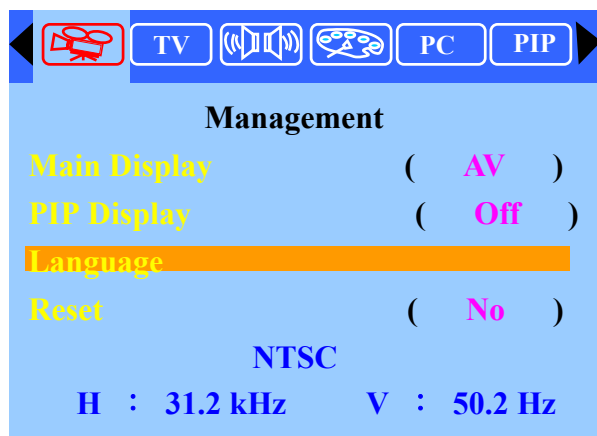 TV PC PIP
Management
Main Display ( AV )
PIP Display ( Off )
Language
Reset ( No )
NTSC
H : 31.2 kHz V : 50.2 Hz